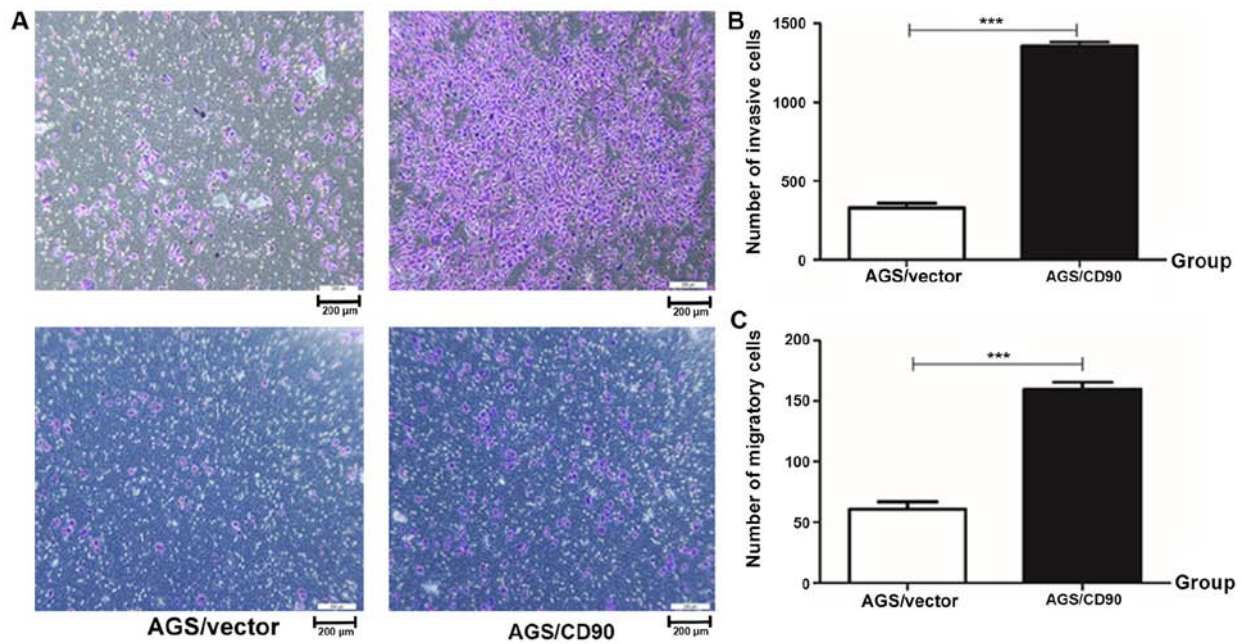 A
200 µm
200 µm
200 µm
200 µm
AGS/vector
AGS/CD90
B
Number of invasive cells
1500
1000
500
0
***
AGS/vector
AGS/CD90
Group
C
Number of migratory cells
200
150
100
50
0
***
AGS/vector
AGS/CD90
Group